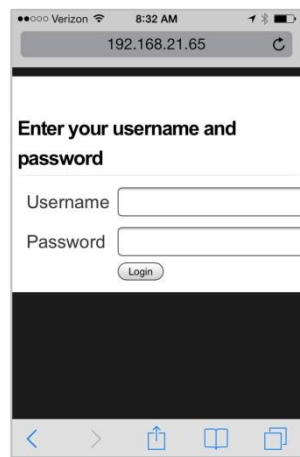 Verizon 8:32 AM
192.168.21.65
Enter your username and
password
Username
Password
Login